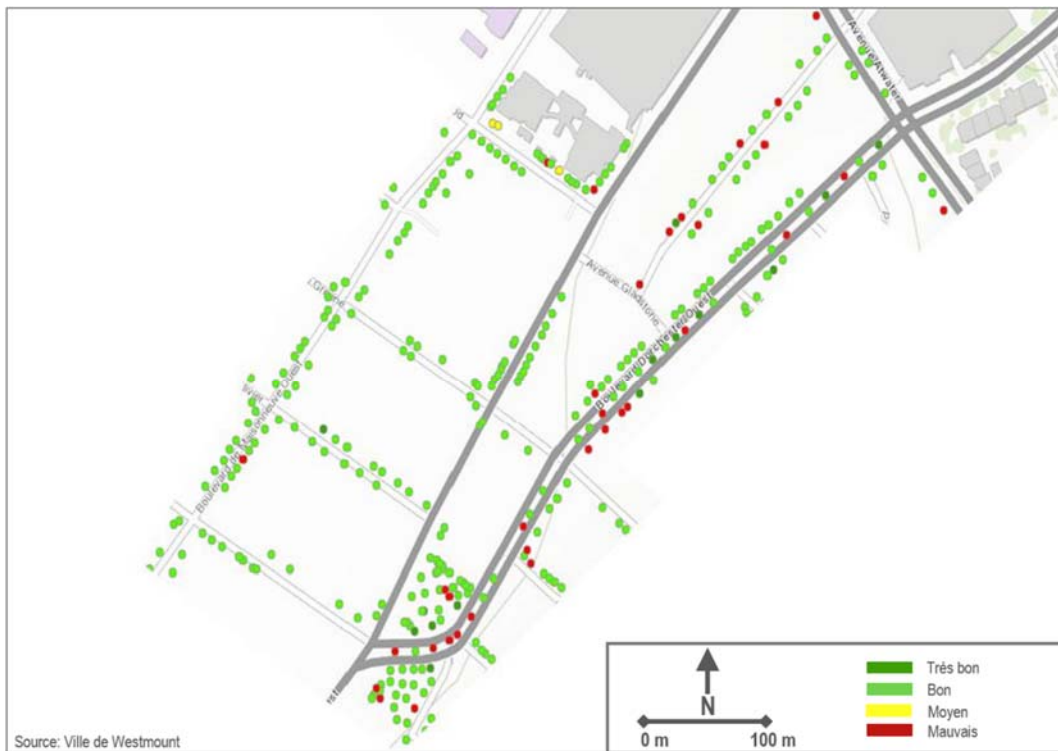 Avenue Atwater
Avenue Gladstone
Boulevard Dorchester Ouest
Boulevard de Maisonneuve Ouest
Très bon
Bon
Moyen
Mauvais
N
0 m
100 m
Source: Ville de Westmount